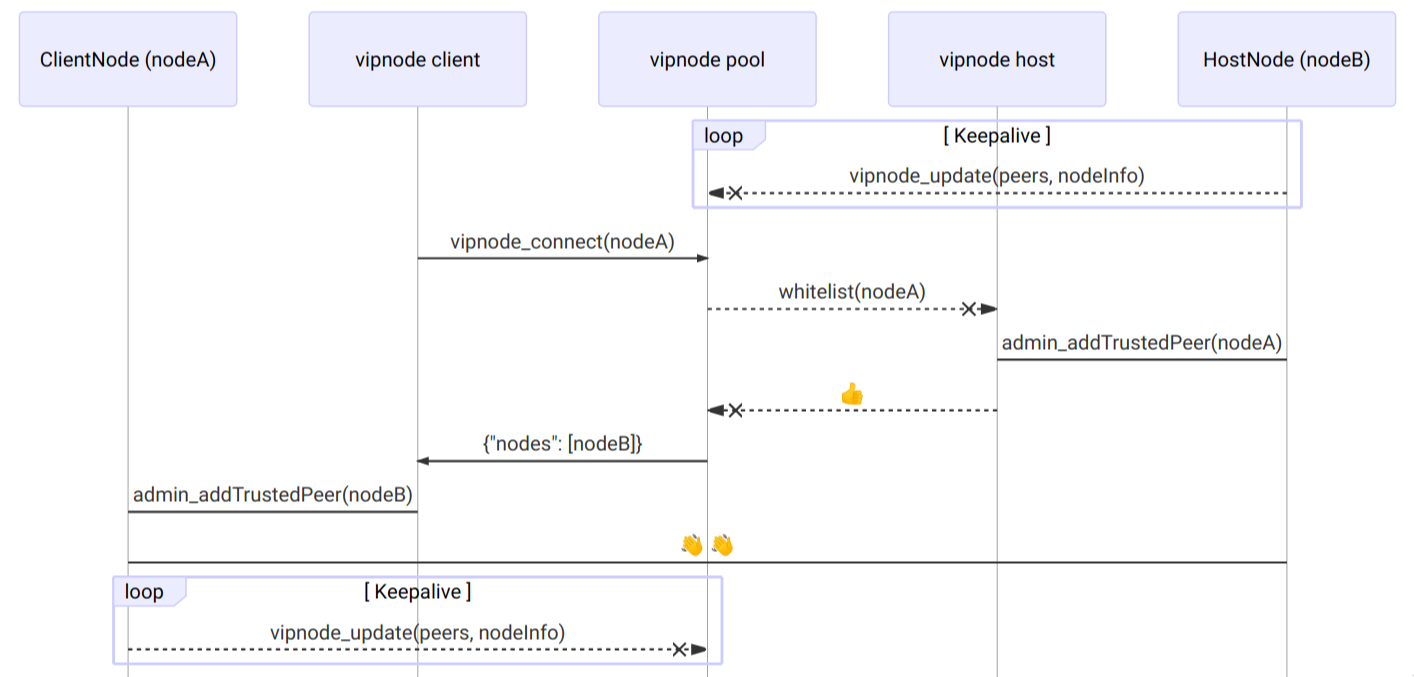 ClientNode (nodeA)
vipnode client
vipnode pool
vipnode host
HostNode (nodeB)
loop
[ Keepalive ]
vipnode_update(peers, nodeInfo)
vipnode_connect(nodeA)
whitelist(nodeA)
admin_addTrustedPeer(nodeA)
👍
{"nodes": [nodeB]}
admin_addTrustedPeer(nodeB)
👋 👋
loop
[ Keepalive ]
vipnode_update(peers, nodeInfo)